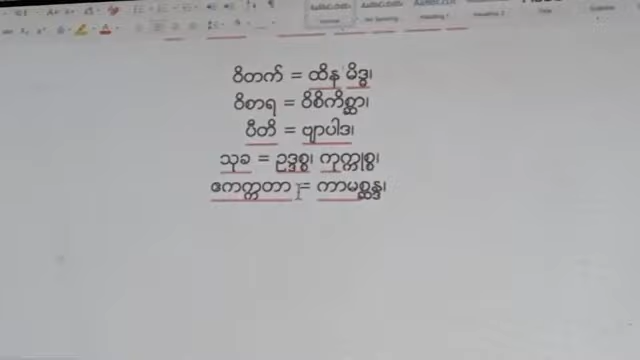 ဝိတက် = ထိန မိဒ္ဓ၊
ဝိစာရ = ဝိစိကိစ္ဆာ၊
ပီတိ = ဗျာပါဒ၊
သုခ = ဥဒ္ဒစ္စ၊ ကုက္ကုစ္စ၊
ဧကဂ္ဂတာ = ကာမစ္ဆန္ဒ၊